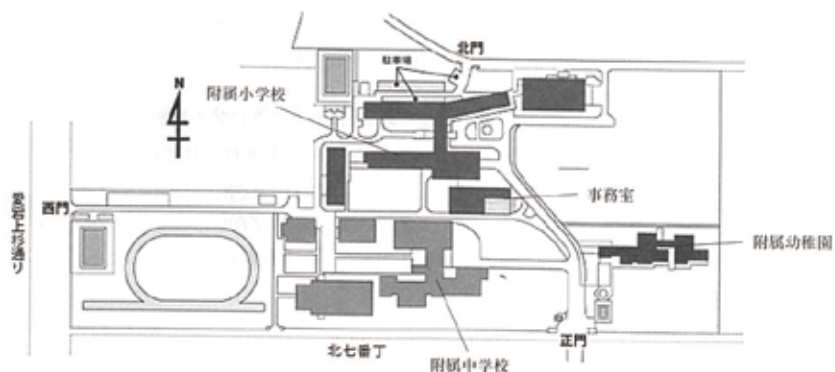 北門
駐車場
附属小学校
N
事務室
愛宕上杉通り
西門
附属幼稚園
北七番丁
正門
附属中学校